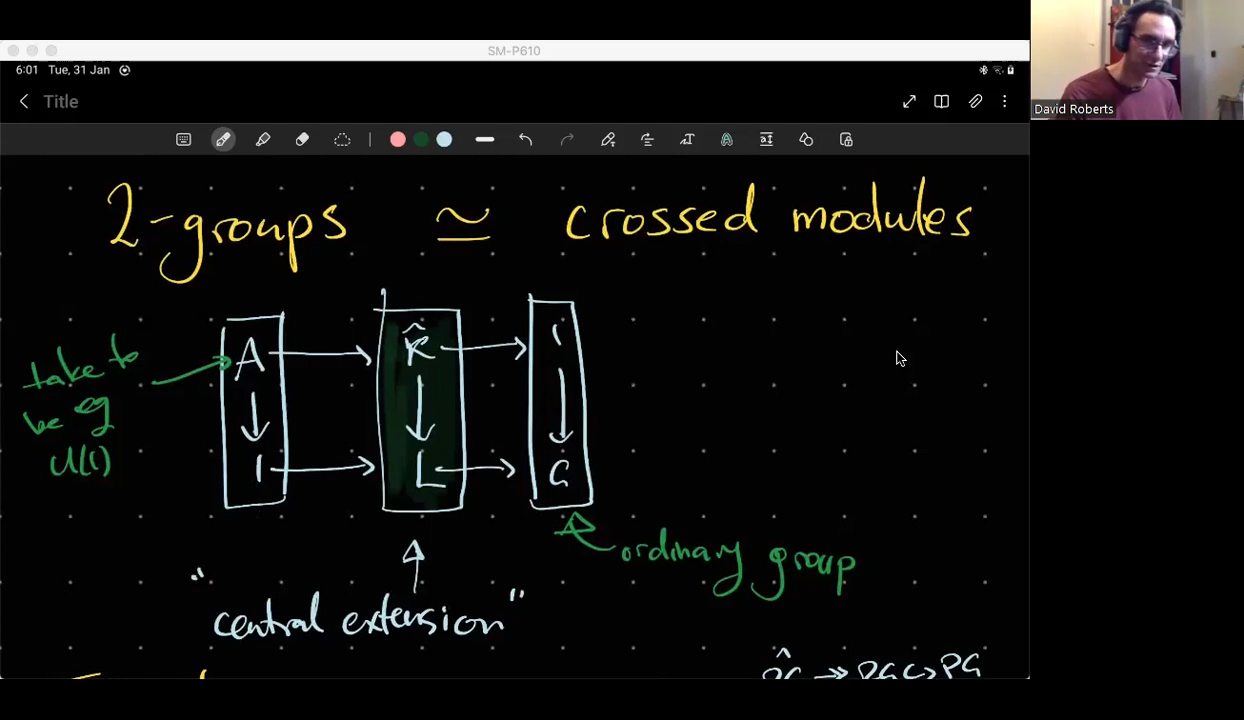 SM-P610
6:01 Tue, 31 Jan
Title
David Roberts
2-groups ≃ crossed modules
A → K̂ → 1
↓ ↓ ↓
1 → L → G
take to
be eg
U(1)
ordinary group
"central extension"